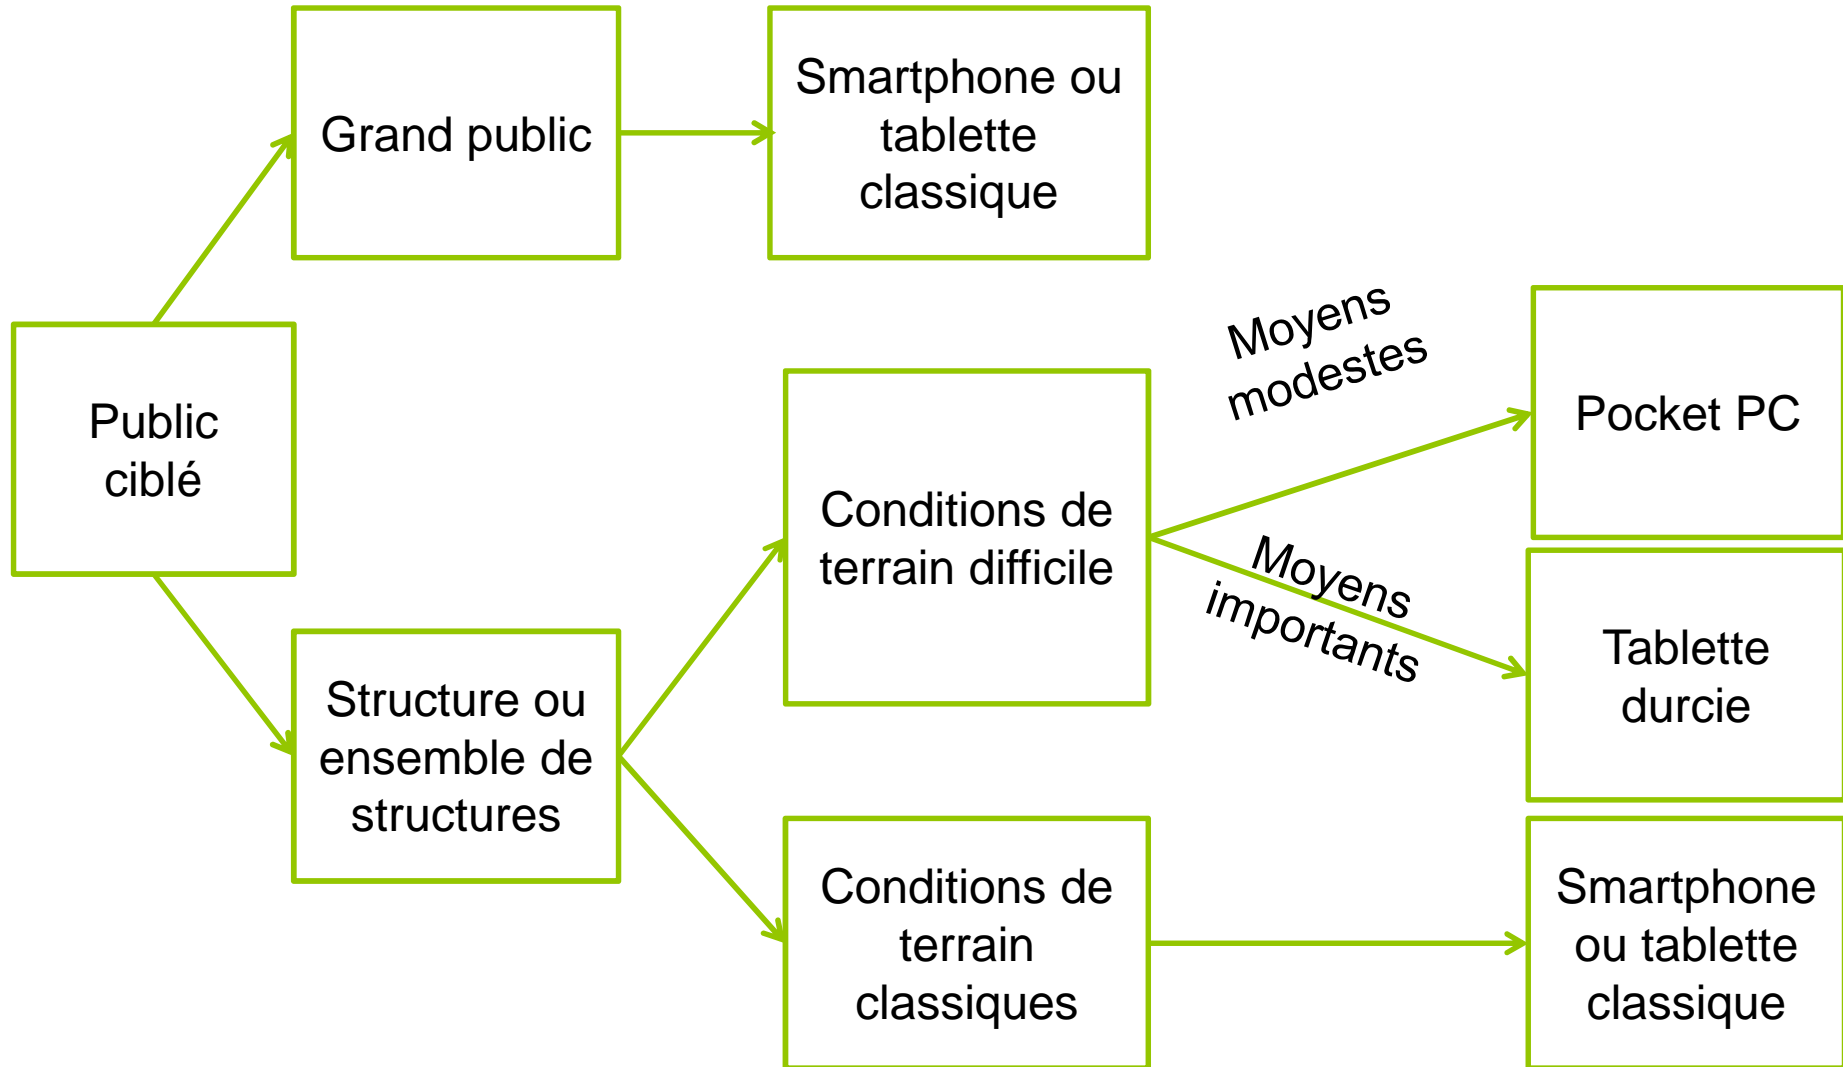 Grand public
Smartphone ou
tablette
classique
Public
ciblé
Moyens
modestes
Pocket PC
Conditions de
terrain difficile
Moyens
importants
Tablette
durcie
Structure ou
ensemble de
structures
Conditions de
terrain
classiques
Smartphone
ou tablette
classique